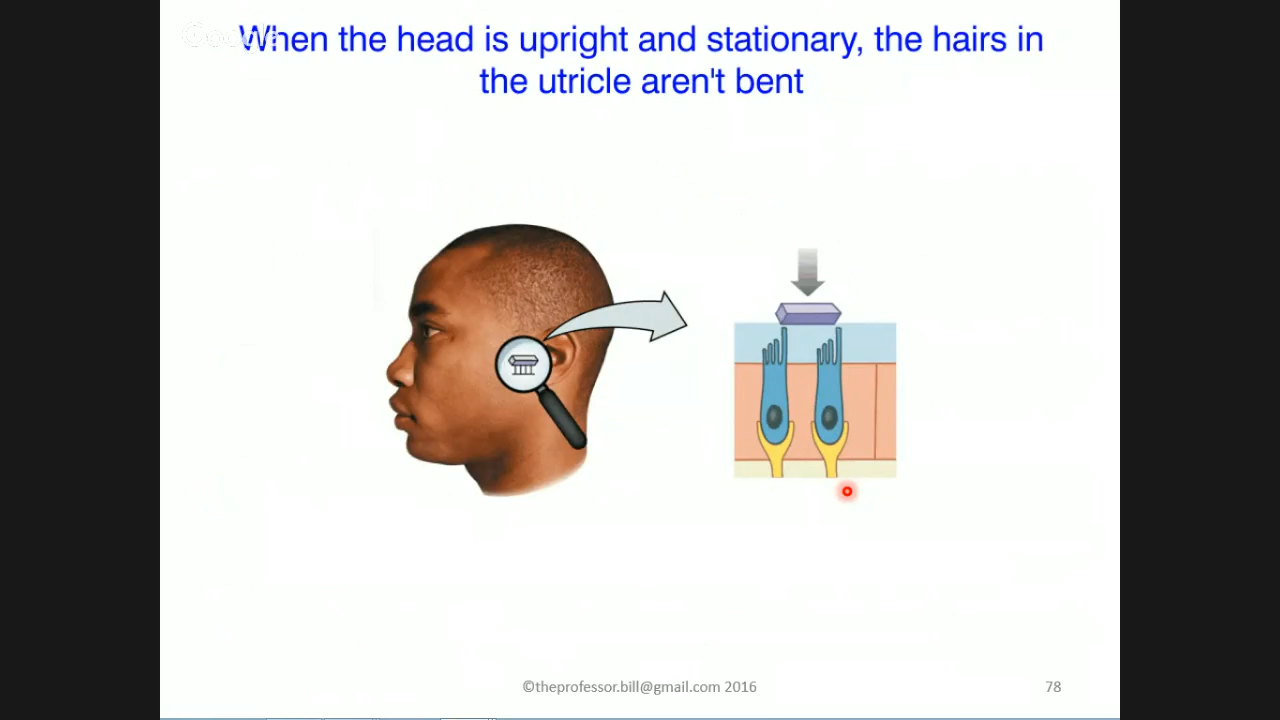 Google
When the head is upright and stationary, the hairs in
the utricle aren't bent
©theprofessor.bill@gmail.com 2016
78